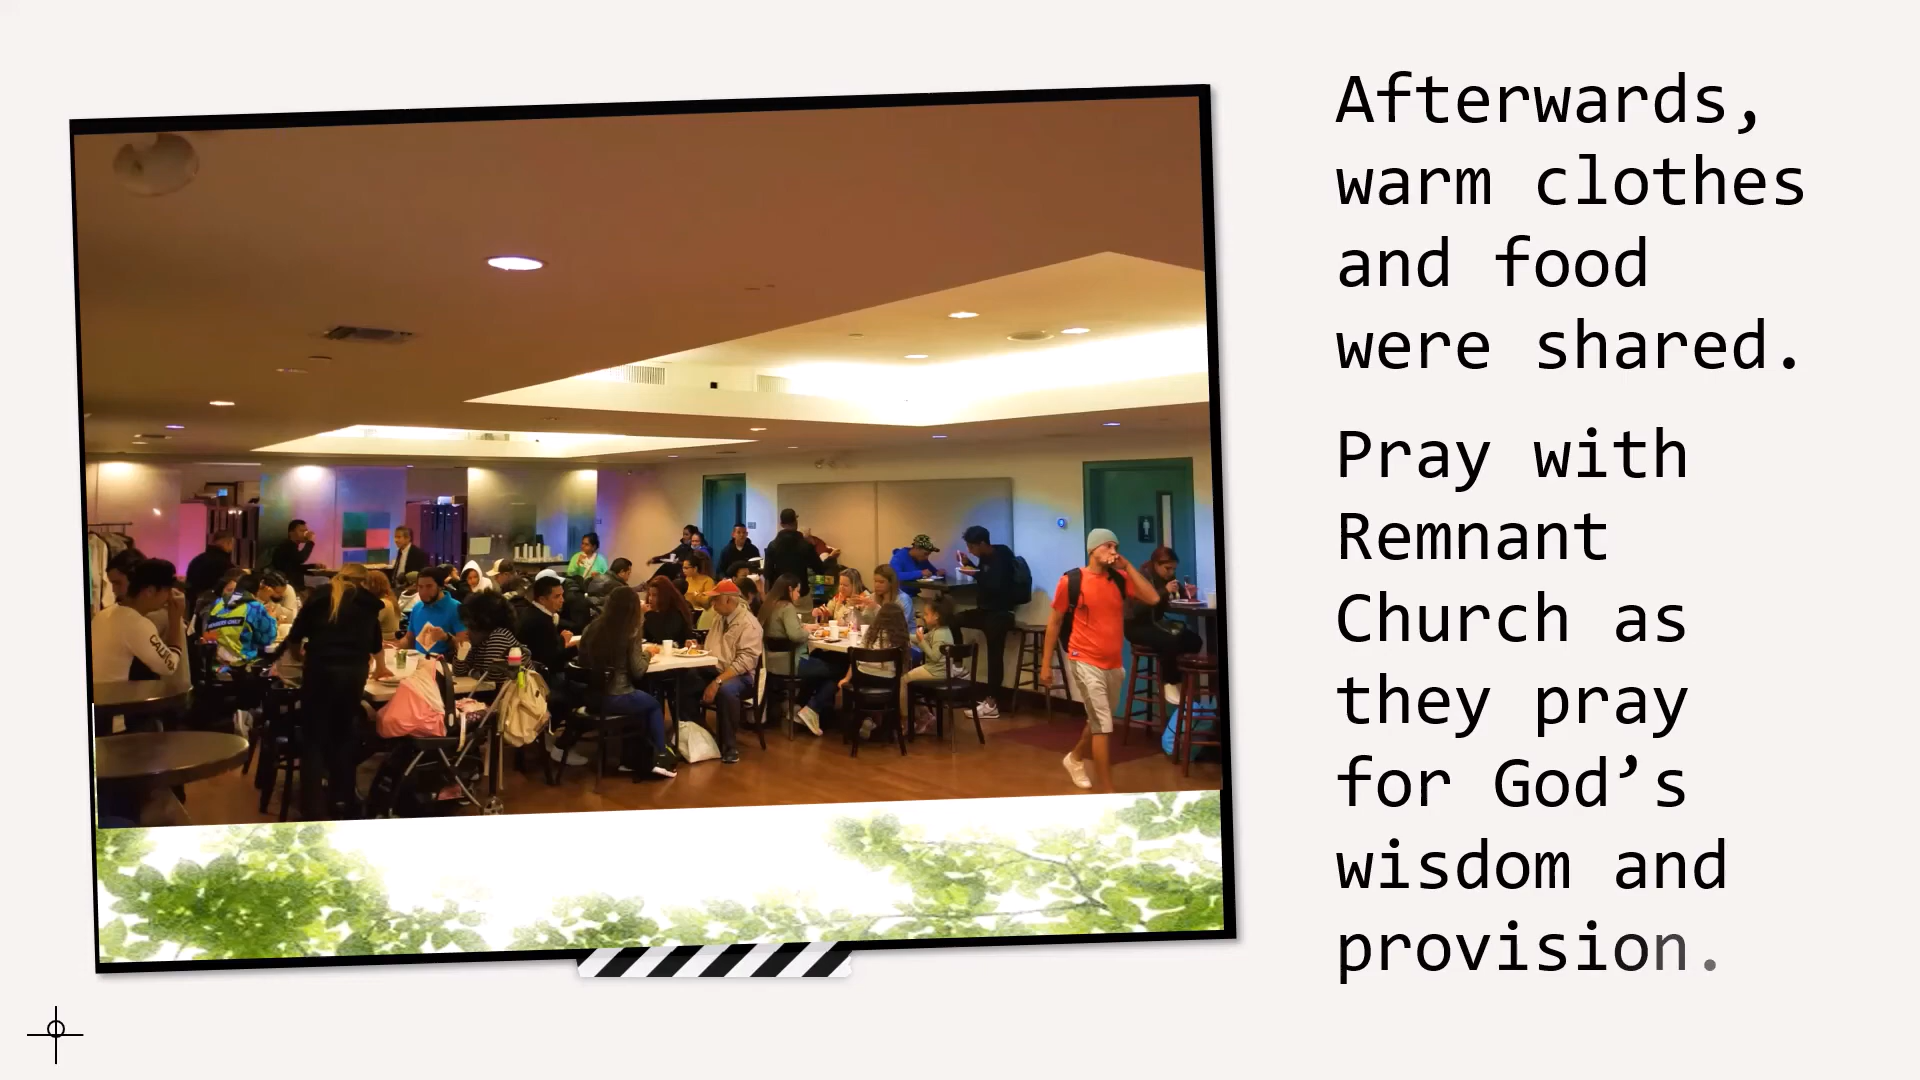 Afterwards,
warm clothes
and food
were shared.
Pray with
Remnant
Church as
they pray
for God’s
wisdom and
provision.